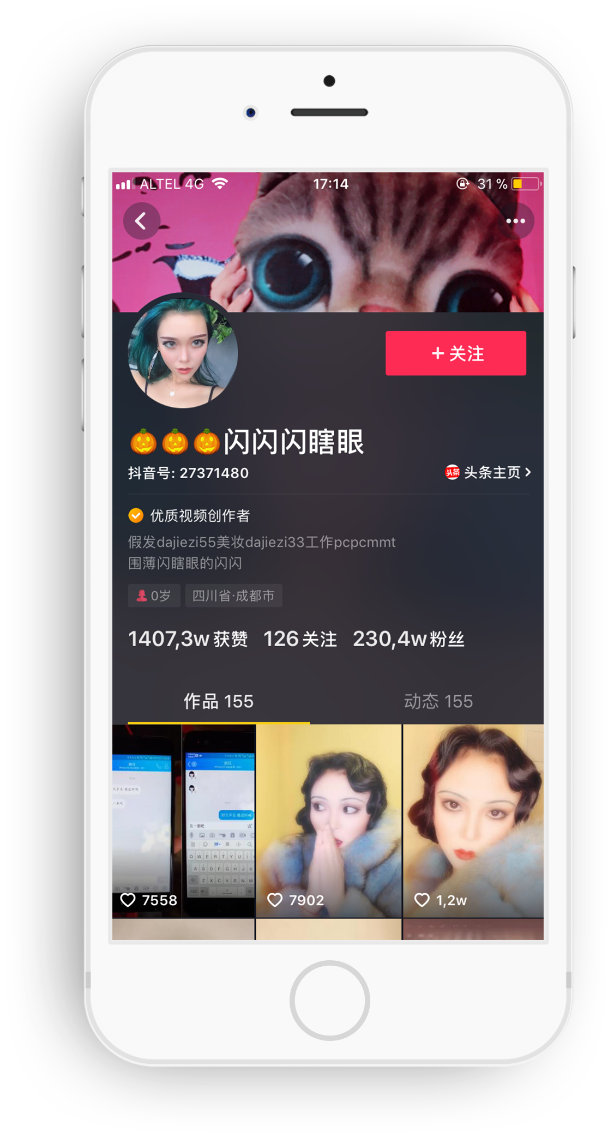 ALTEL 4G 17:14 31 %
🎃🎃🎃闪闪闪瞎眼
+ 关注
抖音号: 27371480
头条 头条主页 >
优质视频创作者
假发dajiezi55美妆dajiezi33工作pcpcmmt
围薄闪瞎眼的闪闪
0岁 四川省·成都市
1407,3w 获赞 126 关注 230,4w 粉丝
作品 155 动态 155
7558 7902 1,2w